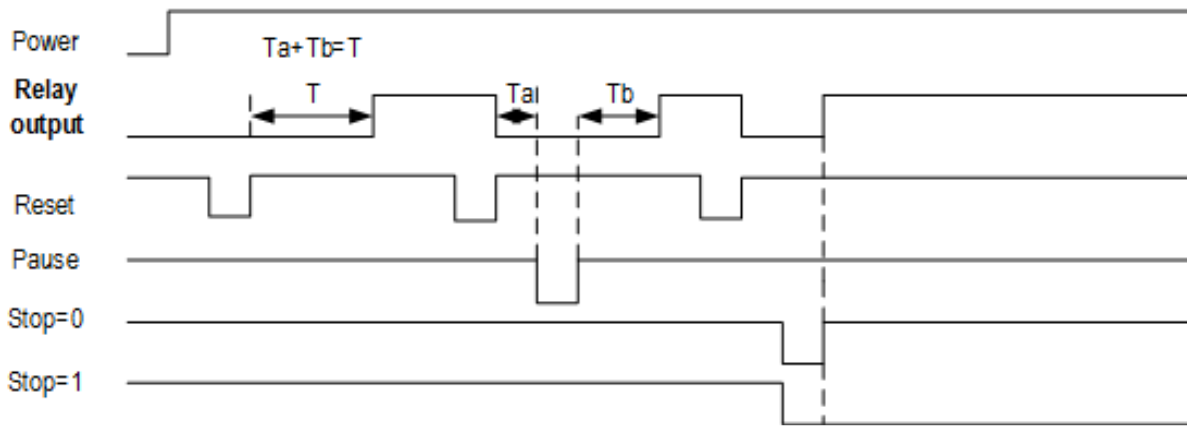 Power
Ta+Tb=T
Relay
output
T
Ta
Tb
Reset
Pause
Stop=0
Stop=1